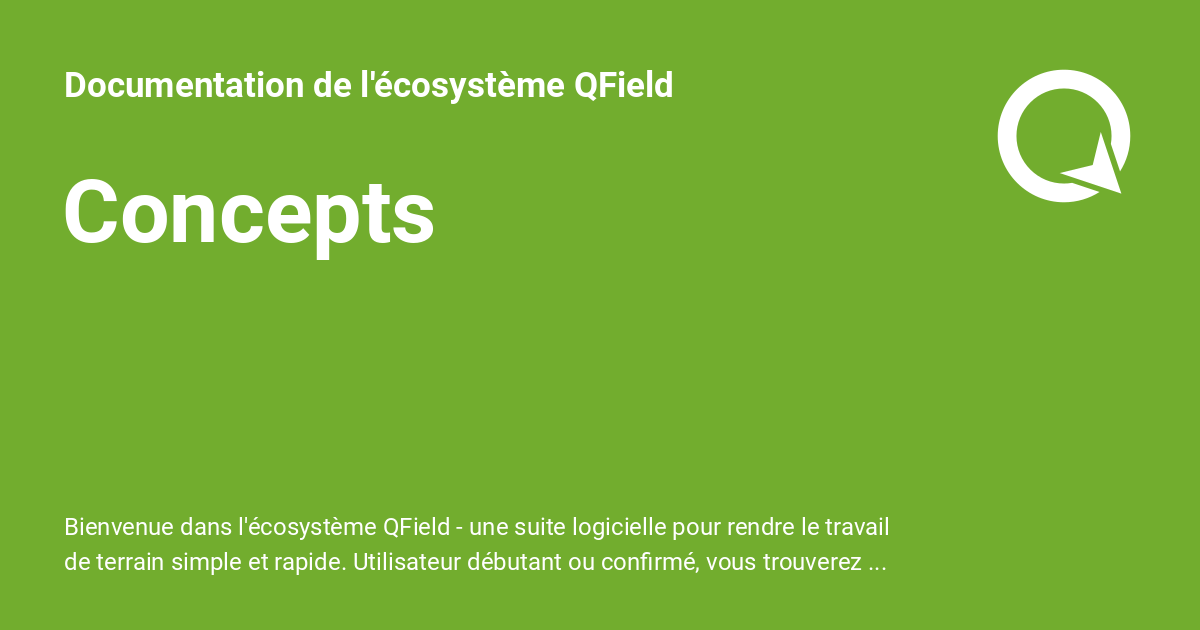 Documentation de l'écosystème QField
Concepts
Bienvenue dans l'écosystème QField - une suite logicielle pour rendre le travail
de terrain simple et rapide. Utilisateur débutant ou confirmé, vous trouverez ...